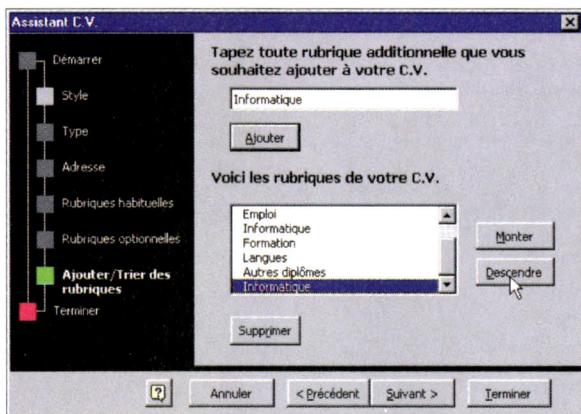 Assistant C.V.
Démarrer
Style
Type
Adresse
Rubriques habituelles
Rubriques optionnelles
Ajouter/Trier des
rubriques
Terminer
Tapez toute rubrique additionnelle que vous
souhaitez ajouter à votre C.V.
Informatique
Ajouter
Voici les rubriques de votre C.V.
Emploi
Informatique
Formation
Langues
Autres diplômes
Informatique
Monter
Descendre
Supprimer
?
Annuler
< Précédent
Suivant >
Terminer